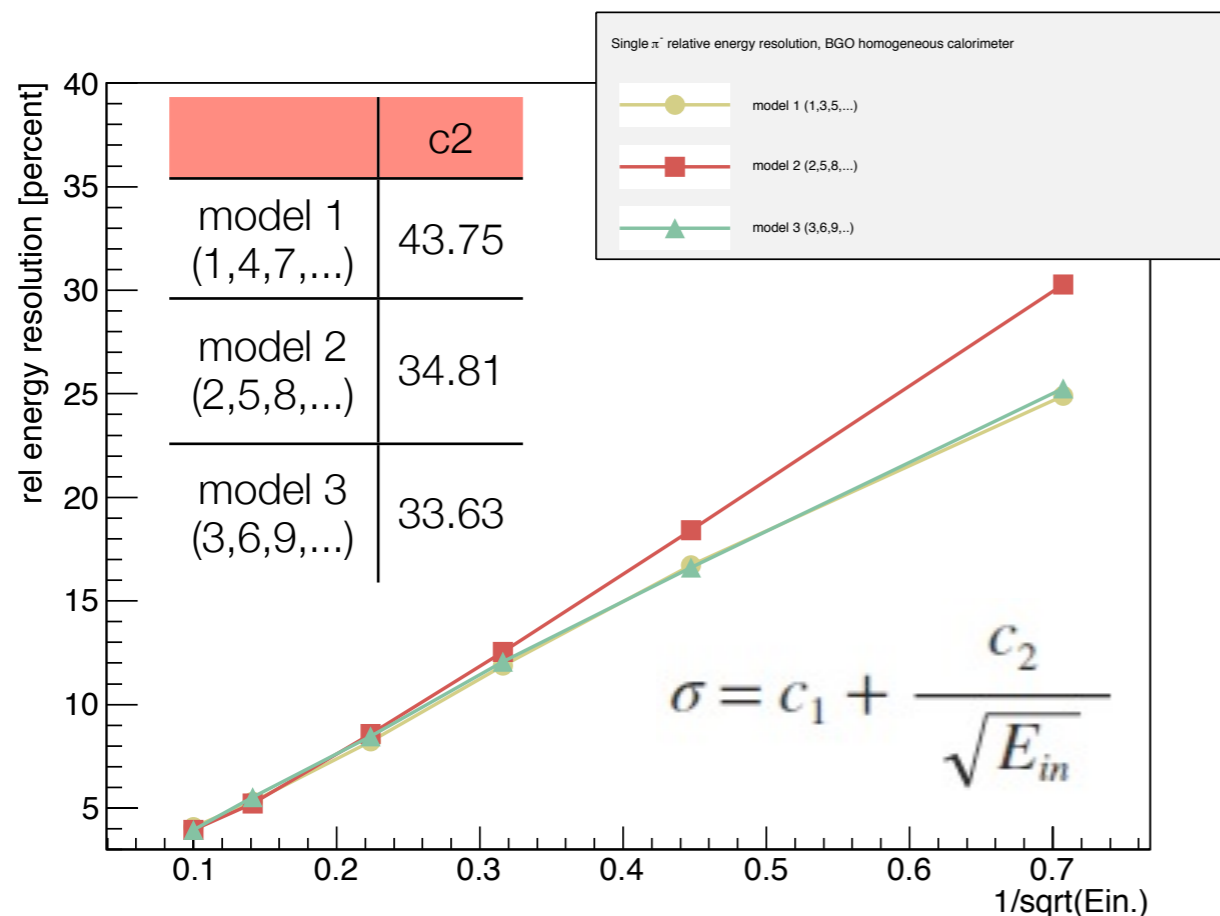 Single π⁻ relative energy resolution, BGO homogeneous calorimeter
model 1 (1,3,5,...)
model 2 (2,5,8,...)
model 3 (3,6,9,..)
rel energy resolution [percent]
40
35
30
25
20
15
10
5
c2
model 1
(1,4,7,...)
43.75
model 2
(2,5,8,...)
34.81
model 3
(3,6,9,...)
33.63
σ = c₁ + c₂ / √E_in
0.1 0.2 0.3 0.4 0.5 0.6 0.7
1/sqrt(Ein.)